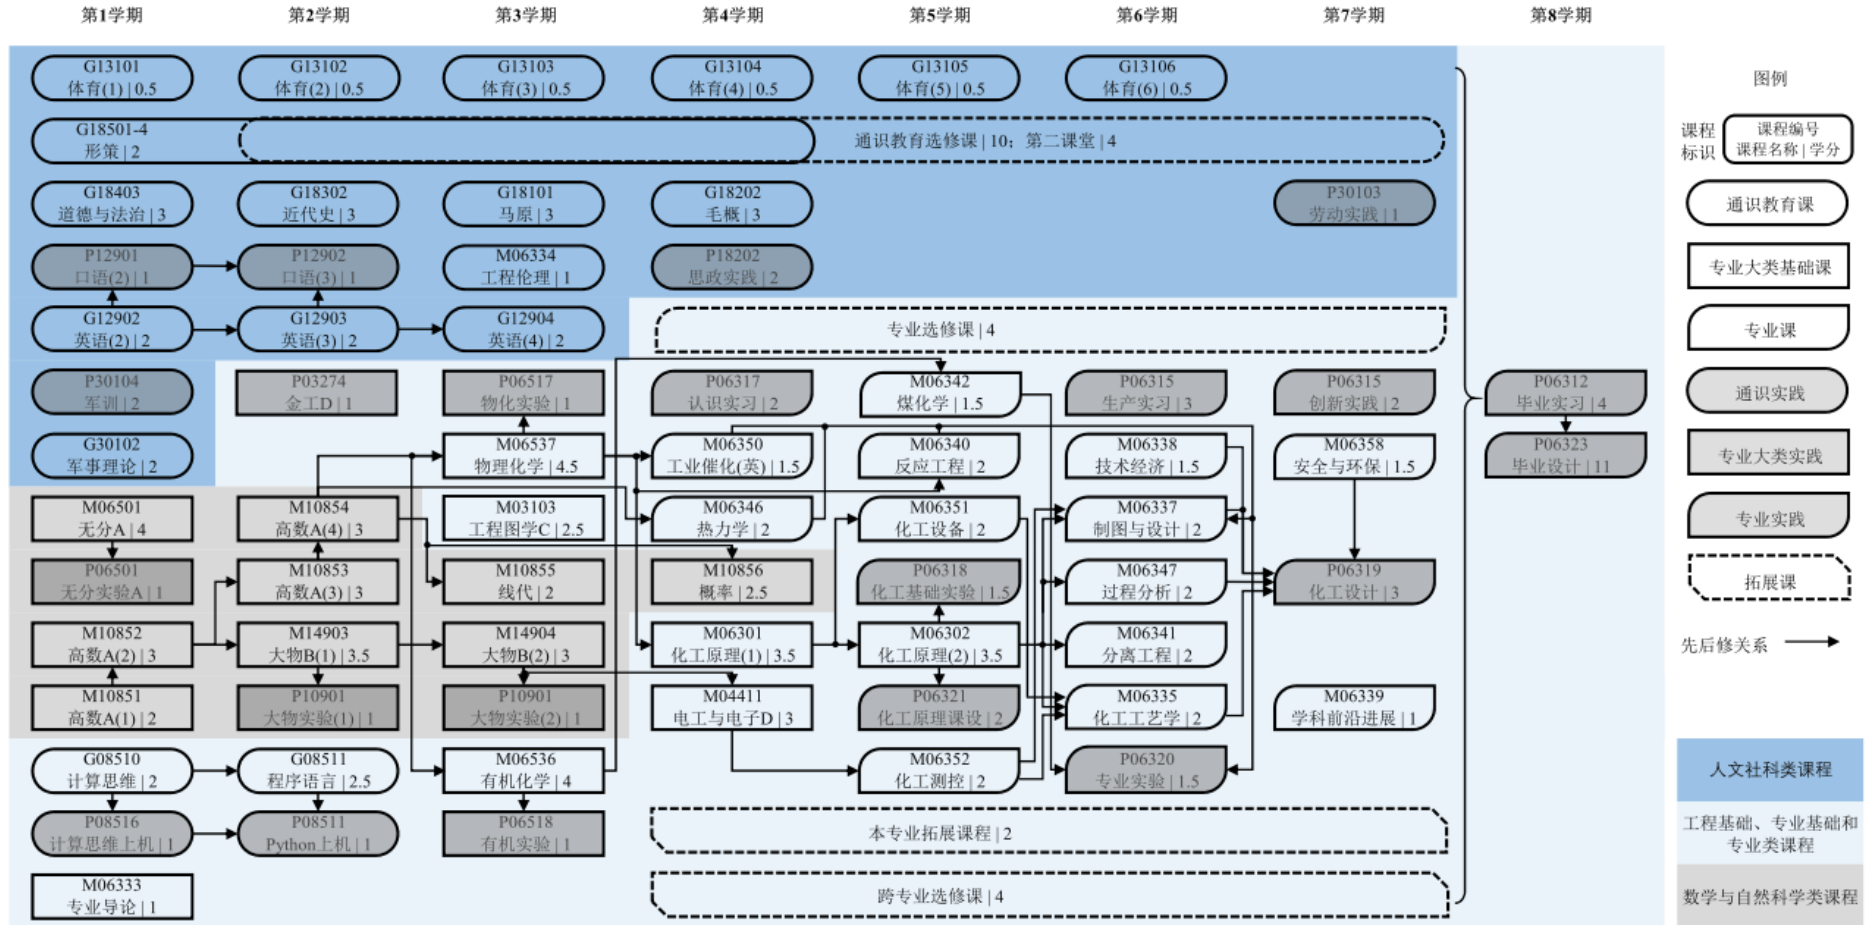 第1学期 第2学期 第3学期 第4学期 第5学期 第6学期 第7学期 第8学期
G13101 G13102 G13103 G13104 G13105 G13106
体育(1) | 0.5 体育(2) | 0.5 体育(3) | 0.5 体育(4) | 0.5 体育(5) | 0.5 体育(6) | 0.5
G18501-4
形策 | 2
通识教育选修课 | 10; 第二课堂 | 4
G18403 G18302 G18101 G18202 P30103
道德与法治 | 3 近代史 | 3 马原 | 3 毛概 | 3 劳动实践 | 1
P12901 P12902 M06334 P18202
口语(2) | 1 口语(3) | 1 工程伦理 | 1 思政实践 | 2
G12902 G12903 G12904
英语(2) | 2 英语(3) | 2 英语(4) | 2
专业选修课 | 4
P30104 P03274 P06517 P06317 M06342 P06315 P06315 P06312
军训 | 2 金工D | 1 物化实验 | 1 认识实习 | 2 煤化学 | 1.5 生产实习 | 3 创新实践 | 2 毕业实习 | 4
G30102 M06537 M06350 M06340 M06338 M06358 P06323
军事理论 | 2 物理化学 | 4.5 工业催化(英) | 1.5 反应工程 | 2 技术经济 | 1.5 安全与环保 | 1.5 毕业设计 | 11
M06501 M10854 M03103 M06346 M06351 M06337
无分A | 4 高数A(4) | 3 工程图学C | 2.5 热力学 | 2 化工设备 | 2 制图与设计 | 2
P06501 M10853 M10855 M10856 P06318 M06347 P06319
无分实验A | 1 高数A(3) | 3 线代 | 2 概率 | 2.5 化工基础实验 | 1.5 过程分析 | 2 化工设计 | 3
M10852 M14903 M14904 M06301 M06302 M06341
高数A(2) | 3 大物B(1) | 3.5 大物B(2) | 3 化工原理(1) | 3.5 化工原理(2) | 3.5 分离工程 | 2
M10851 P10901 P10901 M04411 P06321 M06335 M06339
高数A(1) | 2 大物实验(1) | 1 大物实验(2) | 1 电工与电子D | 3 化工原理课设 | 2 化工工艺学 | 2 学科前沿进展 | 1
G08510 G08511 M06536 M06352 P06320
计算思维 | 2 程序语言 | 2.5 有机化学 | 4 化工测控 | 2 专业实验 | 1.5
P08516 P08511 P06518
计算思维上机 | 1 Python上机 | 1 有机实验 | 1
本专业拓展课程 | 2
M06333
专业导论 | 1
跨专业选修课 | 4
图例
课程
标识
课程编号
课程名称 | 学分
通识教育课
专业大类基础课
专业课
通识实践
专业大类实践
专业实践
拓展课
先后修关系
人文社科类课程
工程基础、专业基础和
专业类课程
数学与自然科学类课程